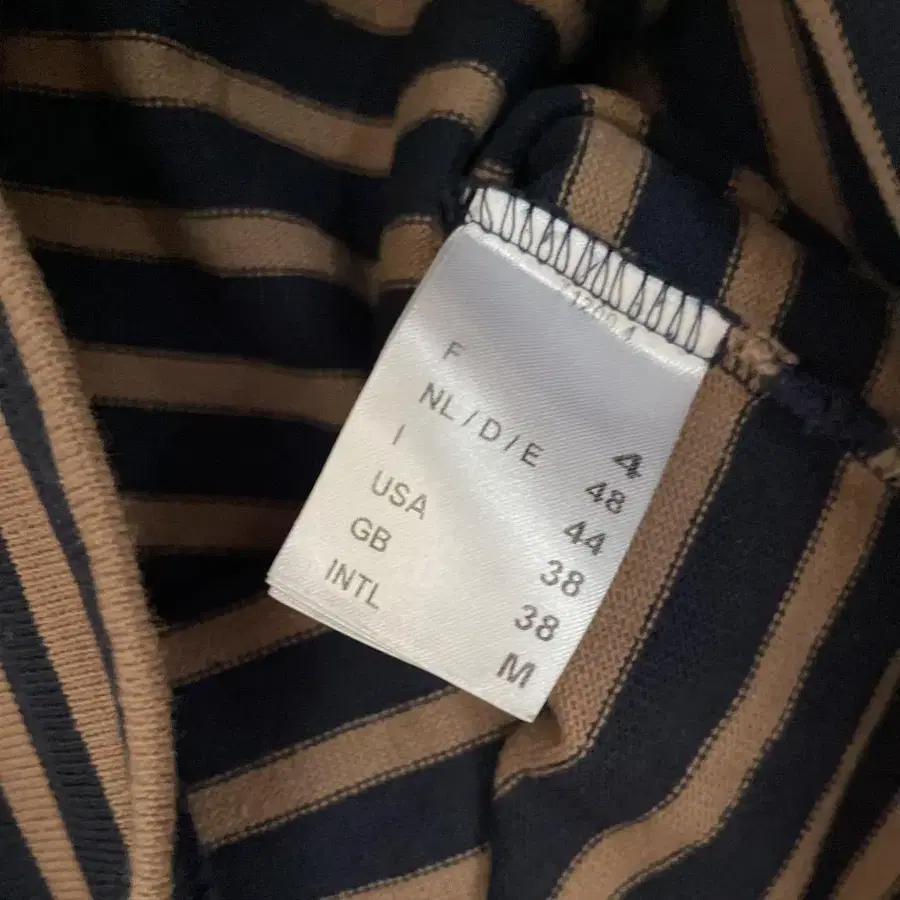 F 4
NL / D / E 48
I 44
USA 38
GB 38
INTL M